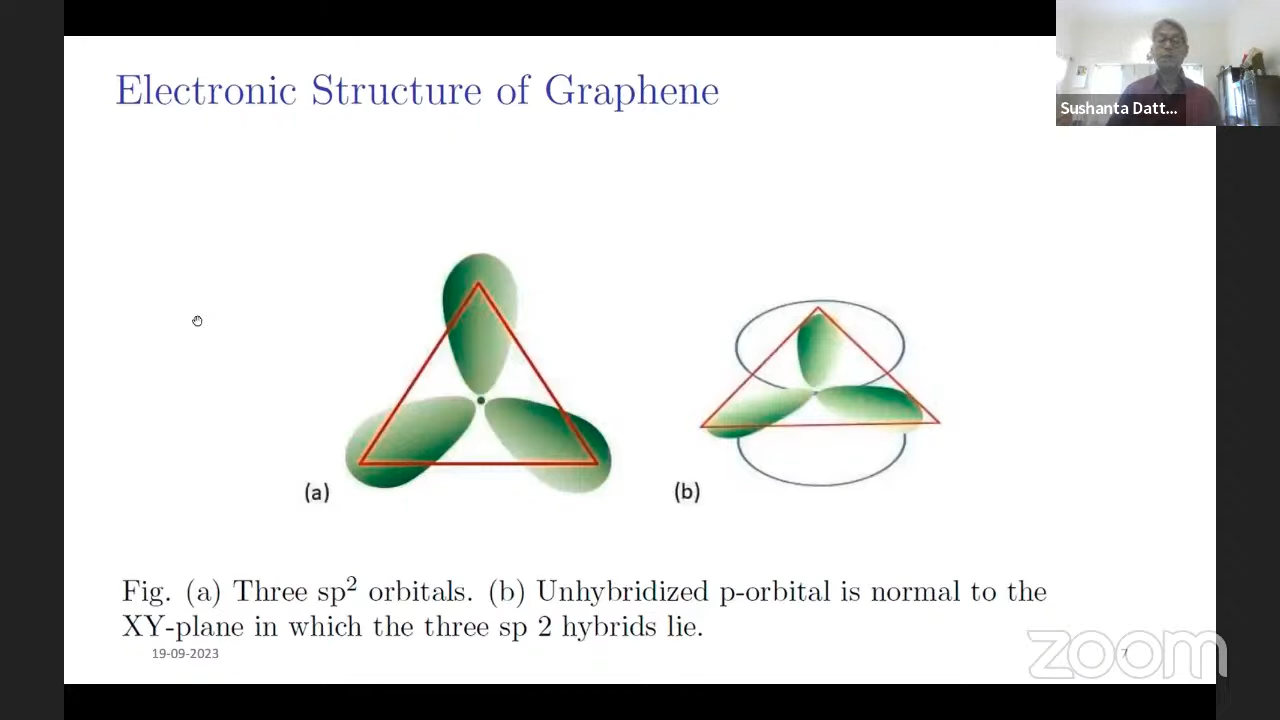 Electronic Structure of Graphene
Sushanta Datt...
(a)
(b)
Fig. (a) Three sp² orbitals. (b) Unhybridized p-orbital is normal to the
XY-plane in which the three sp 2 hybrids lie.
19-09-2023
7
zoom